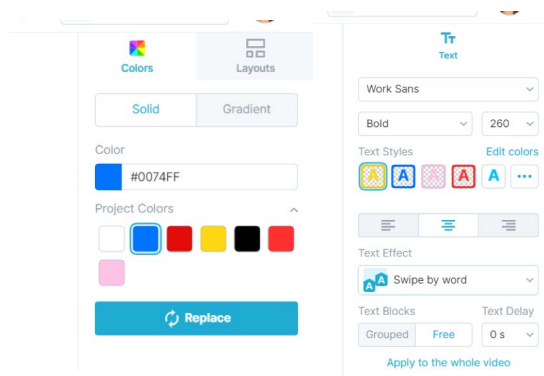 Colors
Layouts
Solid
Gradient
Color
#0074FF
Project Colors
Replace
TT
Text
Work Sans
Bold
260
Text Styles
Edit colors
A A A A A ...
Text Effect
A A
Swipe by word
Text Blocks
Text Delay
Grouped
Free
0 s
Apply to the whole video